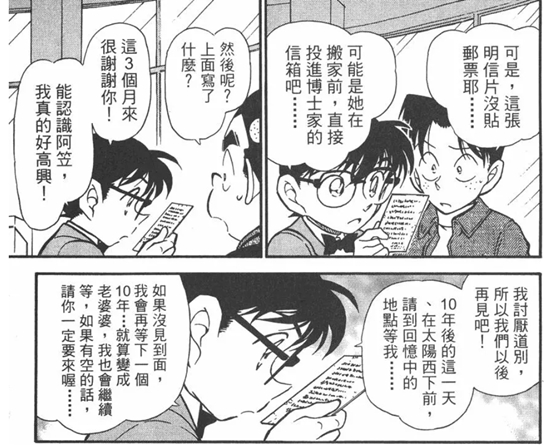 可是，這張
明信片沒貼
郵票耶……
可能是她在
搬家前，直接
投進博士家的
信箱吧……
然後呢？
上面寫了
什麼？
這3個月來
很謝謝你！
能認識阿笠，
我真的好高興！
我討厭道別，
所以我們以後
再見吧！
10年後的這一天
、在太陽西下前，
請到回憶中的
地點等我……
如果沒見到面，
我會再等下一個
10年…就算變成
老婆婆，我也會繼續
等，如果有空的話，
請你一定要來喔……